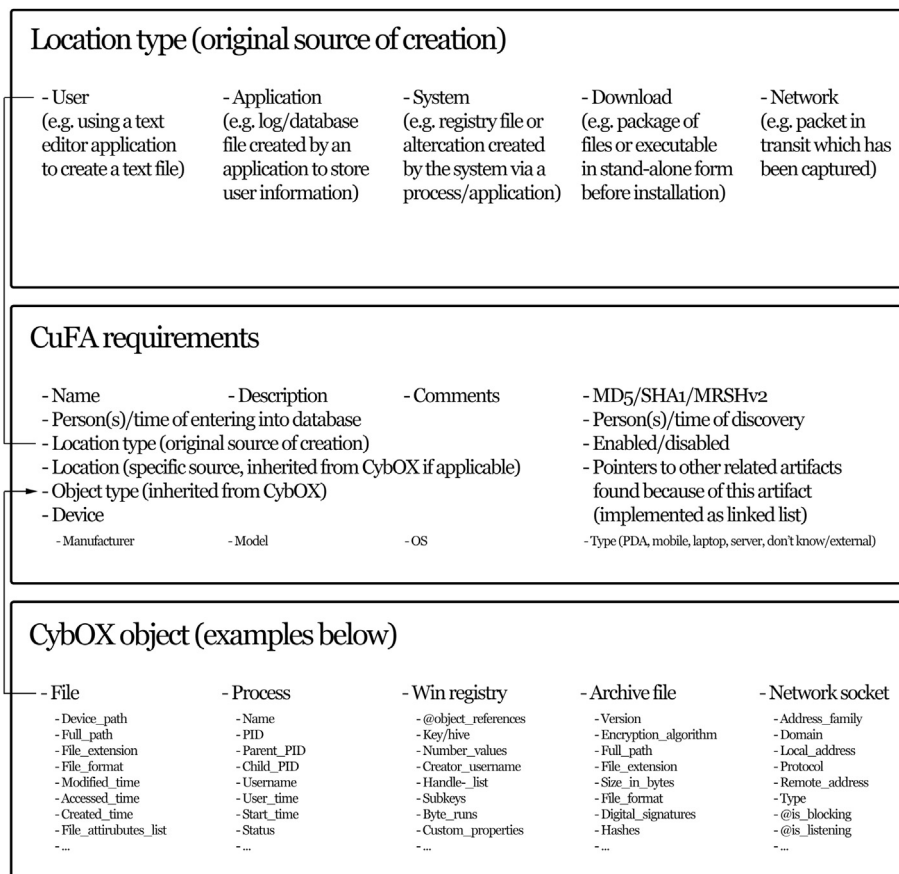 Location type (original source of creation)
- User
(e.g. using a text
editor application
to create a text file)
- Application
(e.g. log/database
file created by an
application to store
user information)
- System
(e.g. registry file or
altercation created
by the system via a
process/application)
- Download
(e.g. package of
files or executable
in stand-alone form
before installation)
- Network
(e.g. packet in
transit which has
been captured)
CuFA requirements
- Name - Description - Comments - MD5/SHA1/MRSHv2
- Person(s)/time of entering into database - Person(s)/time of discovery
- Location type (original source of creation) - Enabled/disabled
- Location (specific source, inherited from CybOX if applicable) - Pointers to other related artifacts
- Object type (inherited from CybOX) found because of this artifact
- Device (implemented as linked list)
- Manufacturer - Model - OS - Type (PDA, mobile, laptop, server, don't know/external)
CybOX object (examples below)
- File
- Device_path
- Full_path
- File_extension
- File_format
- Modified_time
- Accessed_time
- Created_time
- File_attirubutes_list
- ...
- Process
- Name
- PID
- Parent_PID
- Child_PID
- Username
- User_time
- Start_time
- Status
- ...
- Win registry
- @object_references
- Key/hive
- Number_values
- Creator_username
- Handle-_list
- Subkeys
- Byte_runs
- Custom_properties
- ...
- Archive file
- Version
- Encryption_algorithm
- Full_path
- File_extension
- Size_in_bytes
- File_format
- Digital_signatures
- Hashes
- ...
- Network socket
- Address_family
- Domain
- Local_address
- Protocol
- Remote_address
- Type
- @is_blocking
- @is_listening
- ...